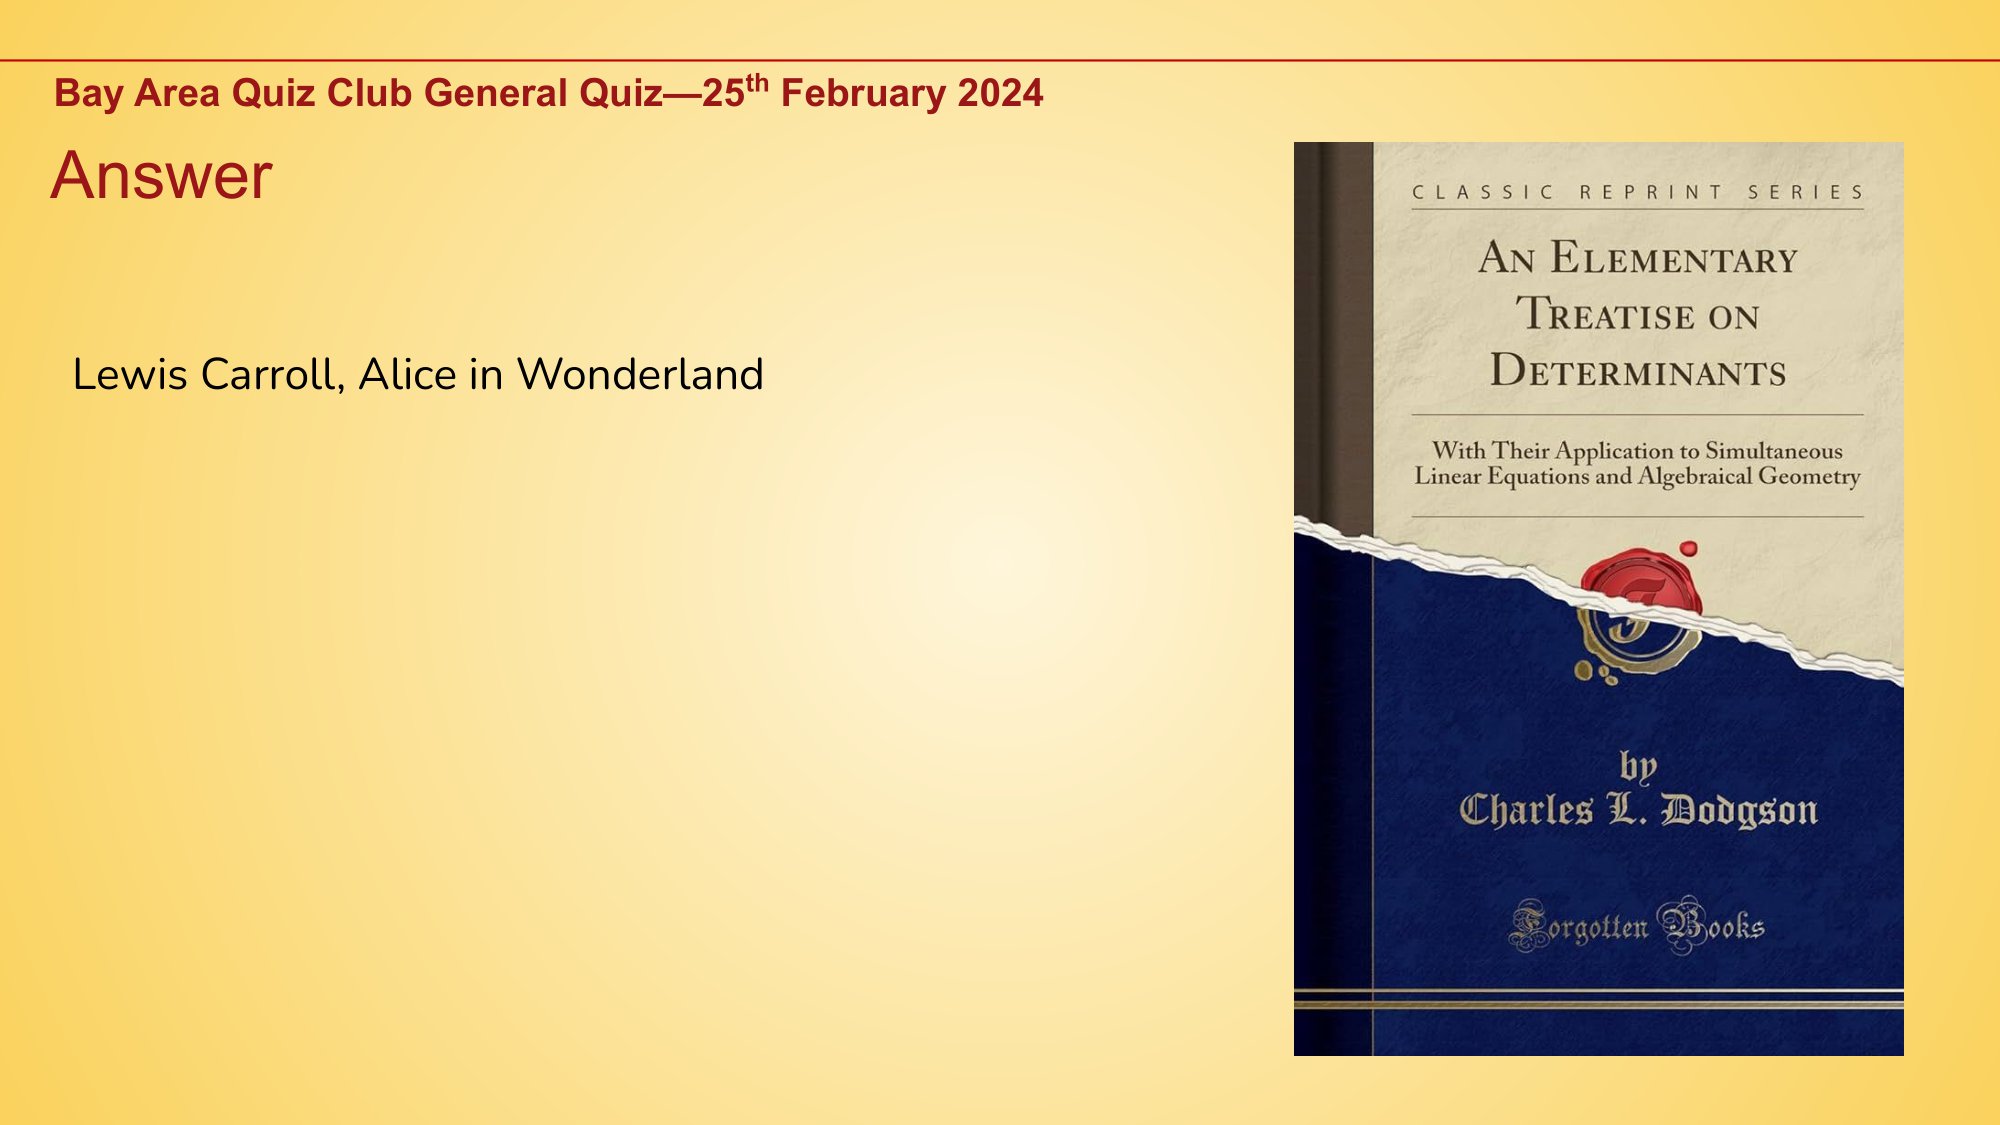 Bay Area Quiz Club General Quiz—25th February 2024
Answer
Lewis Carroll, Alice in Wonderland
CLASSIC REPRINT SERIES
An Elementary
Treatise on
Determinants
With Their Application to Simultaneous
Linear Equations and Algebraical Geometry
by
Charles L. Dodgson
Forgotten Books